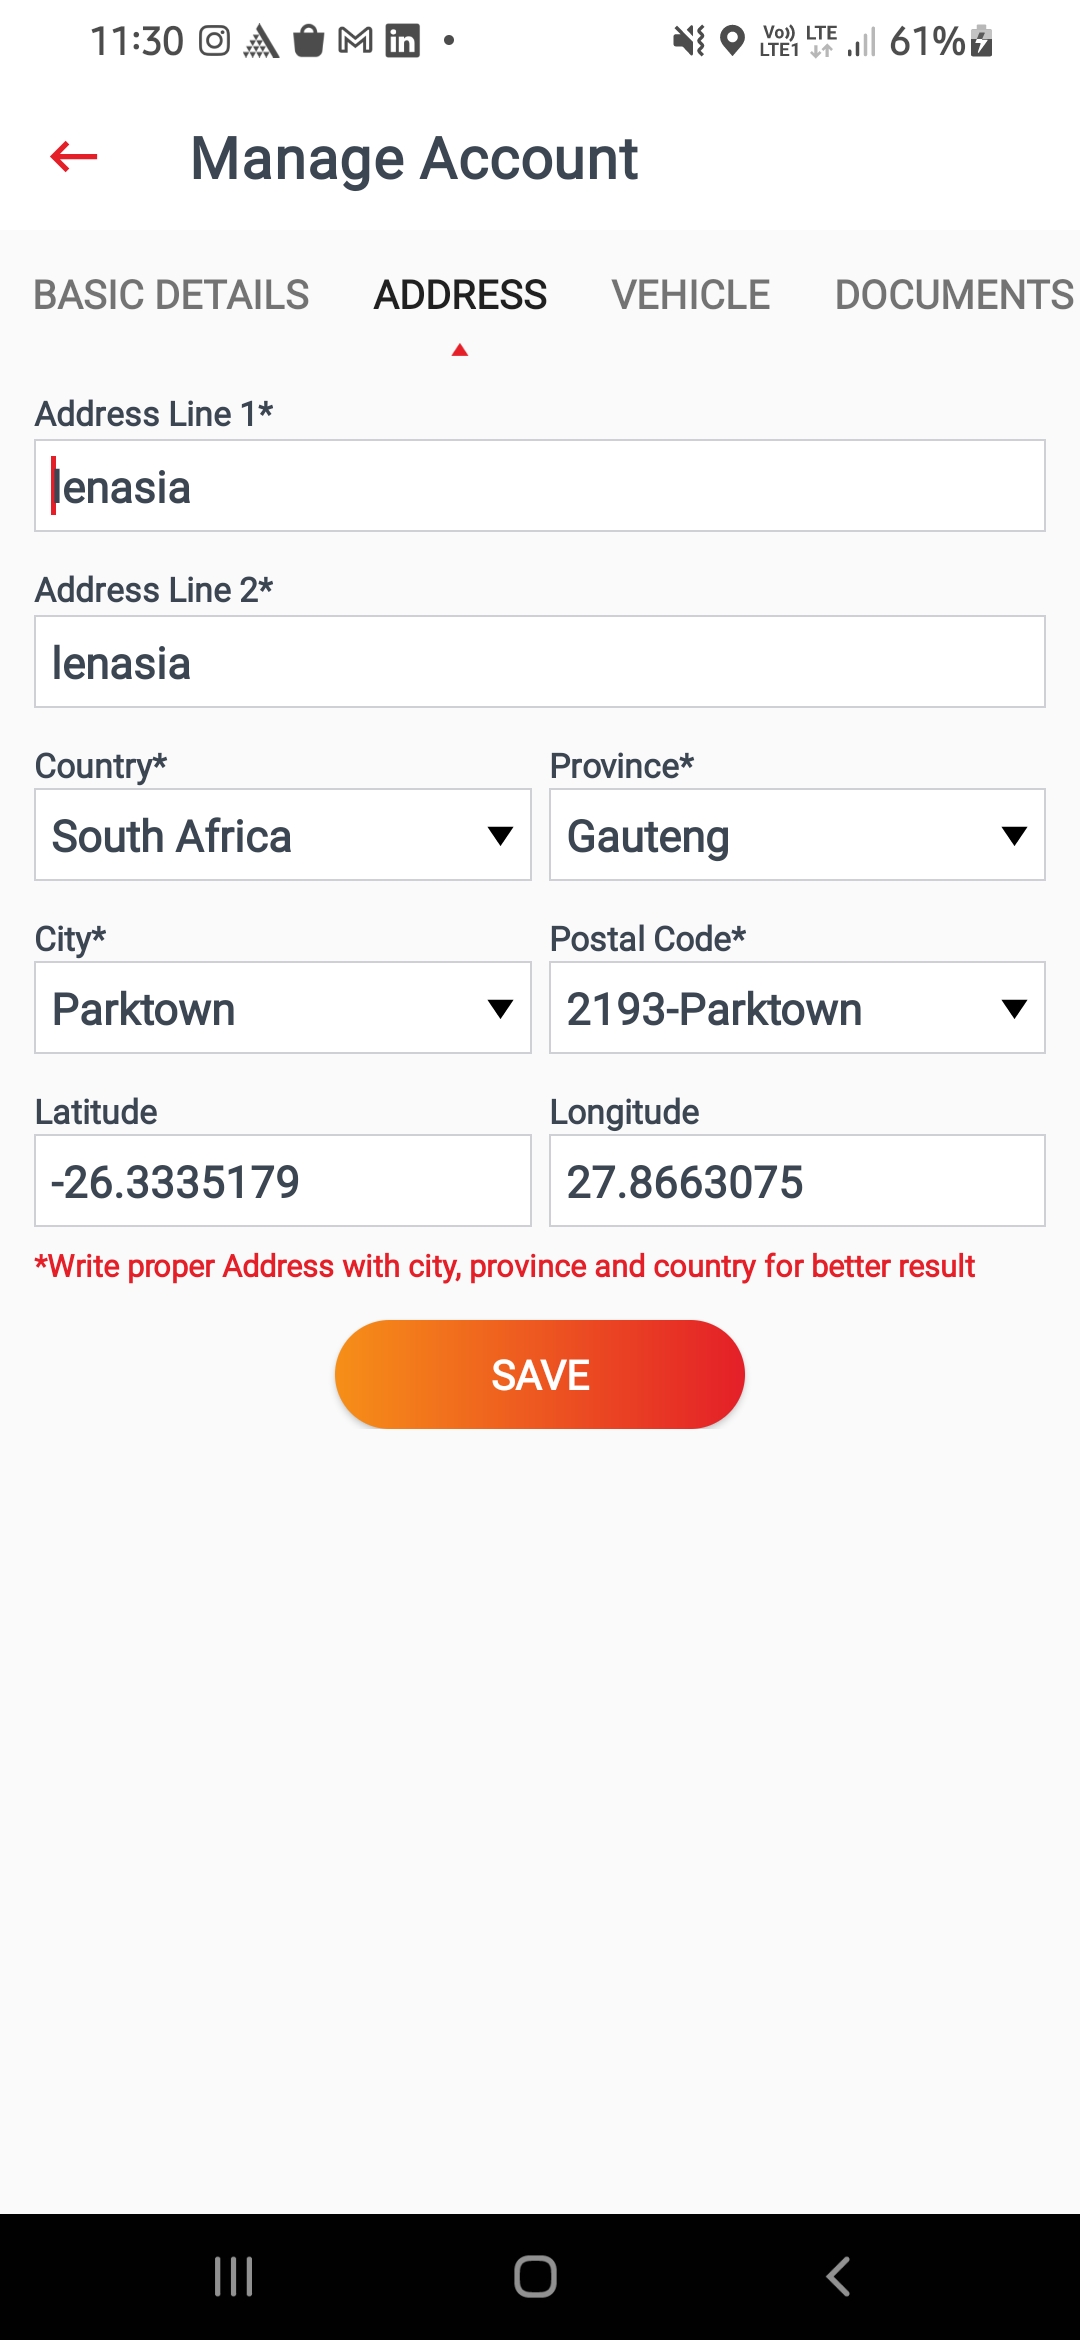 11:30 Vo)) LTE 61%
LTE1
Manage Account
BASIC DETAILS ADDRESS VEHICLE DOCUMENTS
Address Line 1*
lenasia
Address Line 2*
lenasia
Country* Province*
South Africa Gauteng
City* Postal Code*
Parktown 2193-Parktown
Latitude Longitude
-26.3335179 27.8663075
*Write proper Address with city, province and country for better result
SAVE